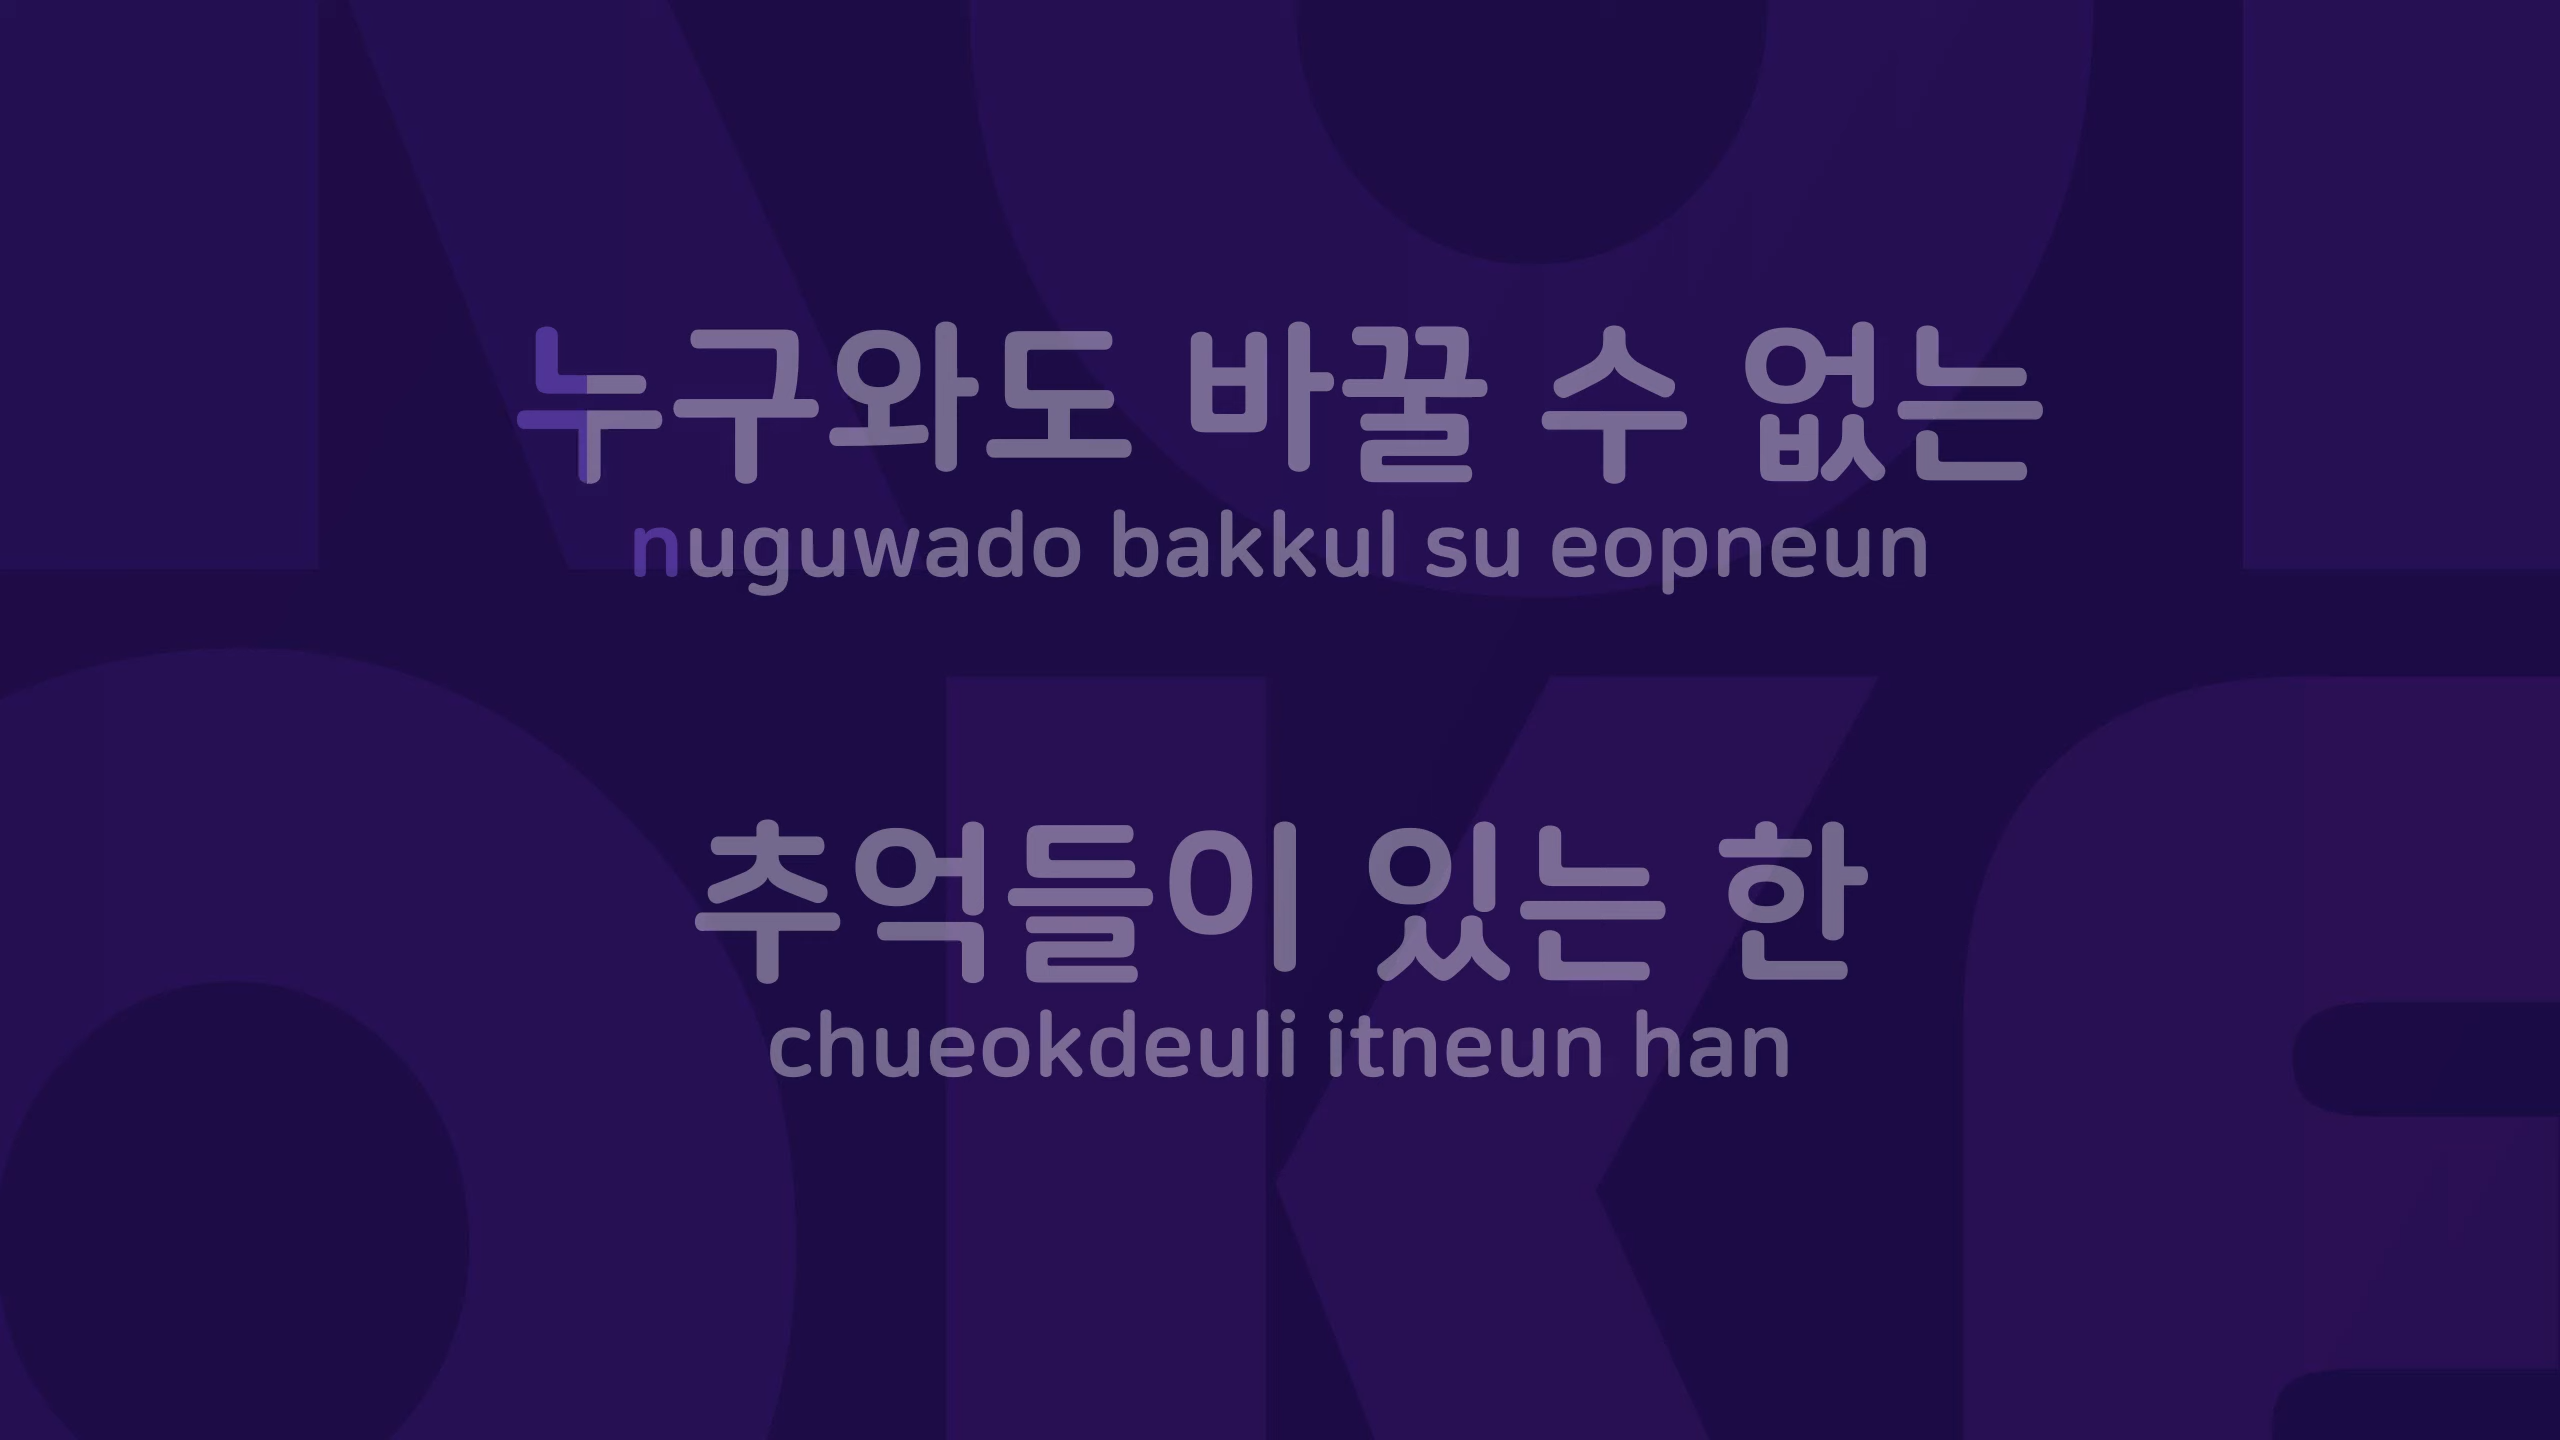 누구와도 바꿀 수 없는
nuguwado bakkul su eopneun
추억들이 있는 한
chueokdeuli itneun han